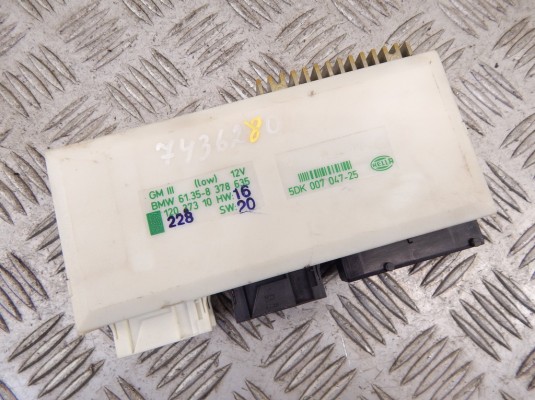 7436280
GM III (low) 12V
BMW 61.35-8 378 635
120 373 10 HW: 16
228 SW: 20
5DK 007 047-25
HELLA